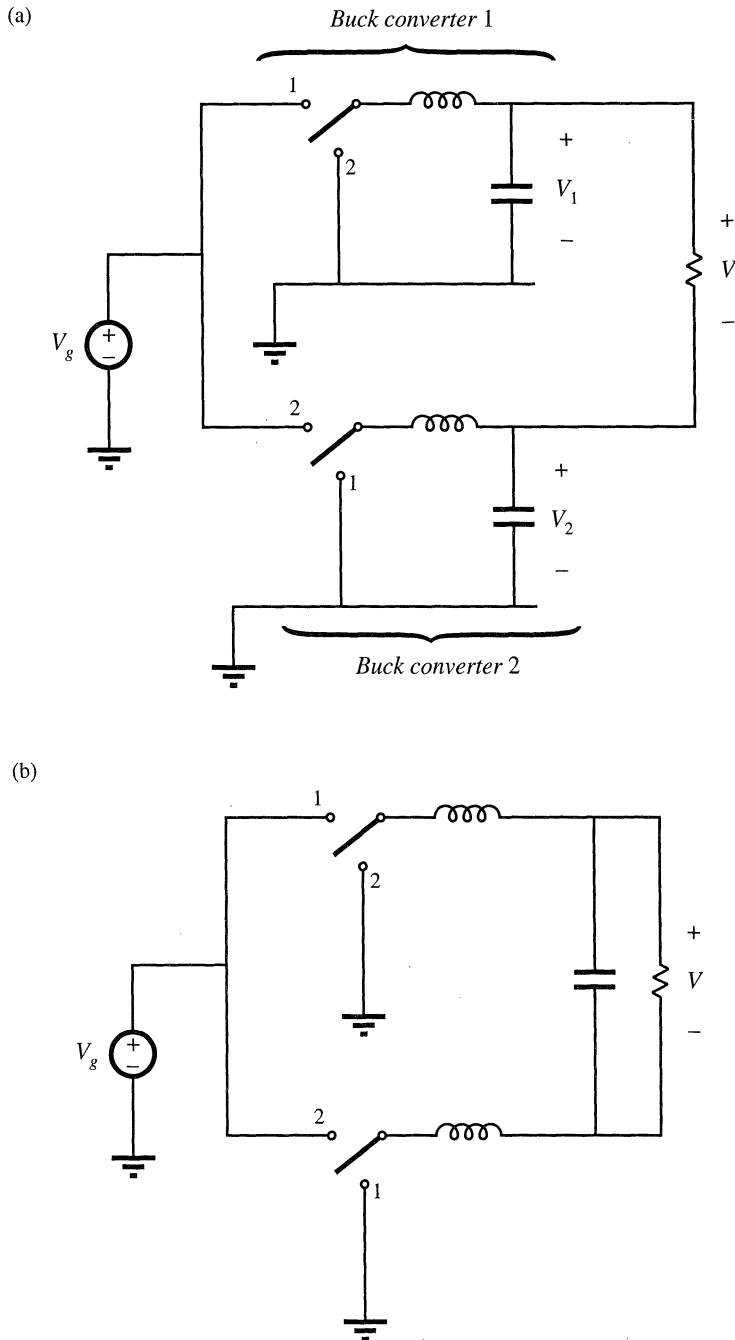 (a)
Buck converter 1
1
2
+
V1
−
+
V
−
Vg
+
−
2
1
+
V2
−
Buck converter 2
(b)
1
2
+
V
−
Vg
+
−
2
1